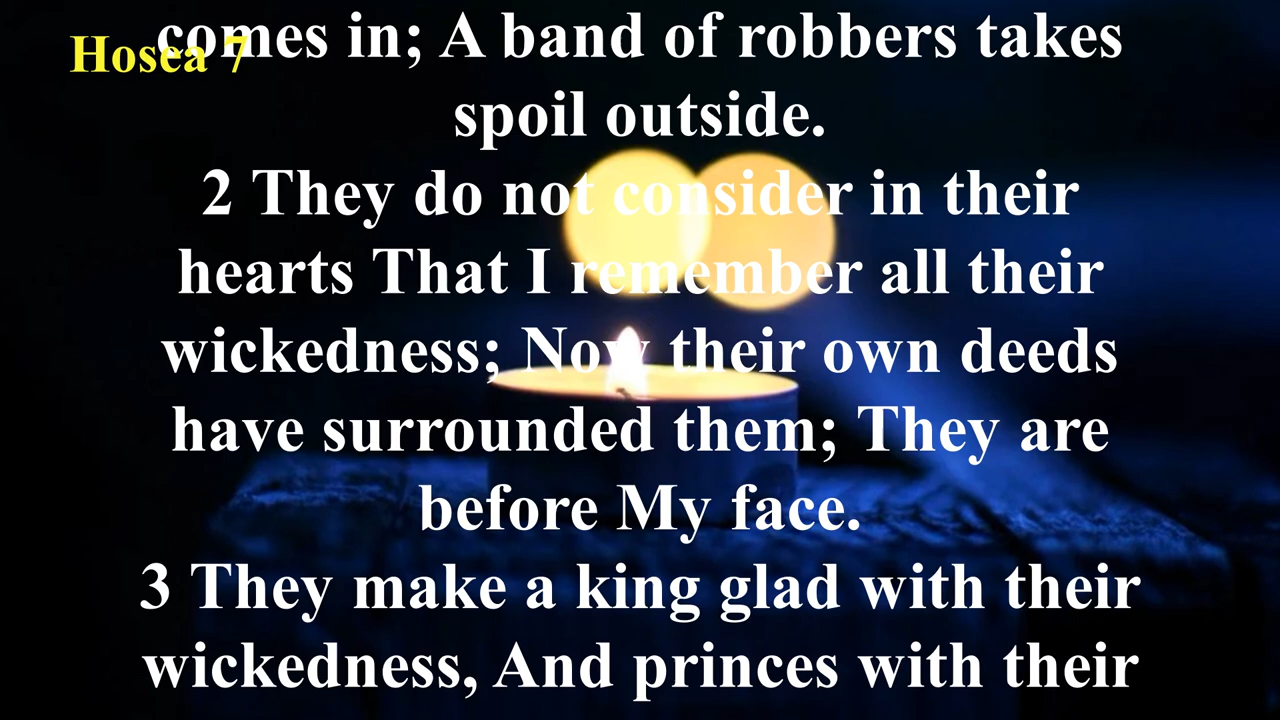 Hosea 7
comes in; A band of robbers takes
spoil outside.
2 They do not consider in their
hearts That I remember all their
wickedness; Now their own deeds
have surrounded them; They are
before My face.
3 They make a king glad with their
wickedness, And princes with their